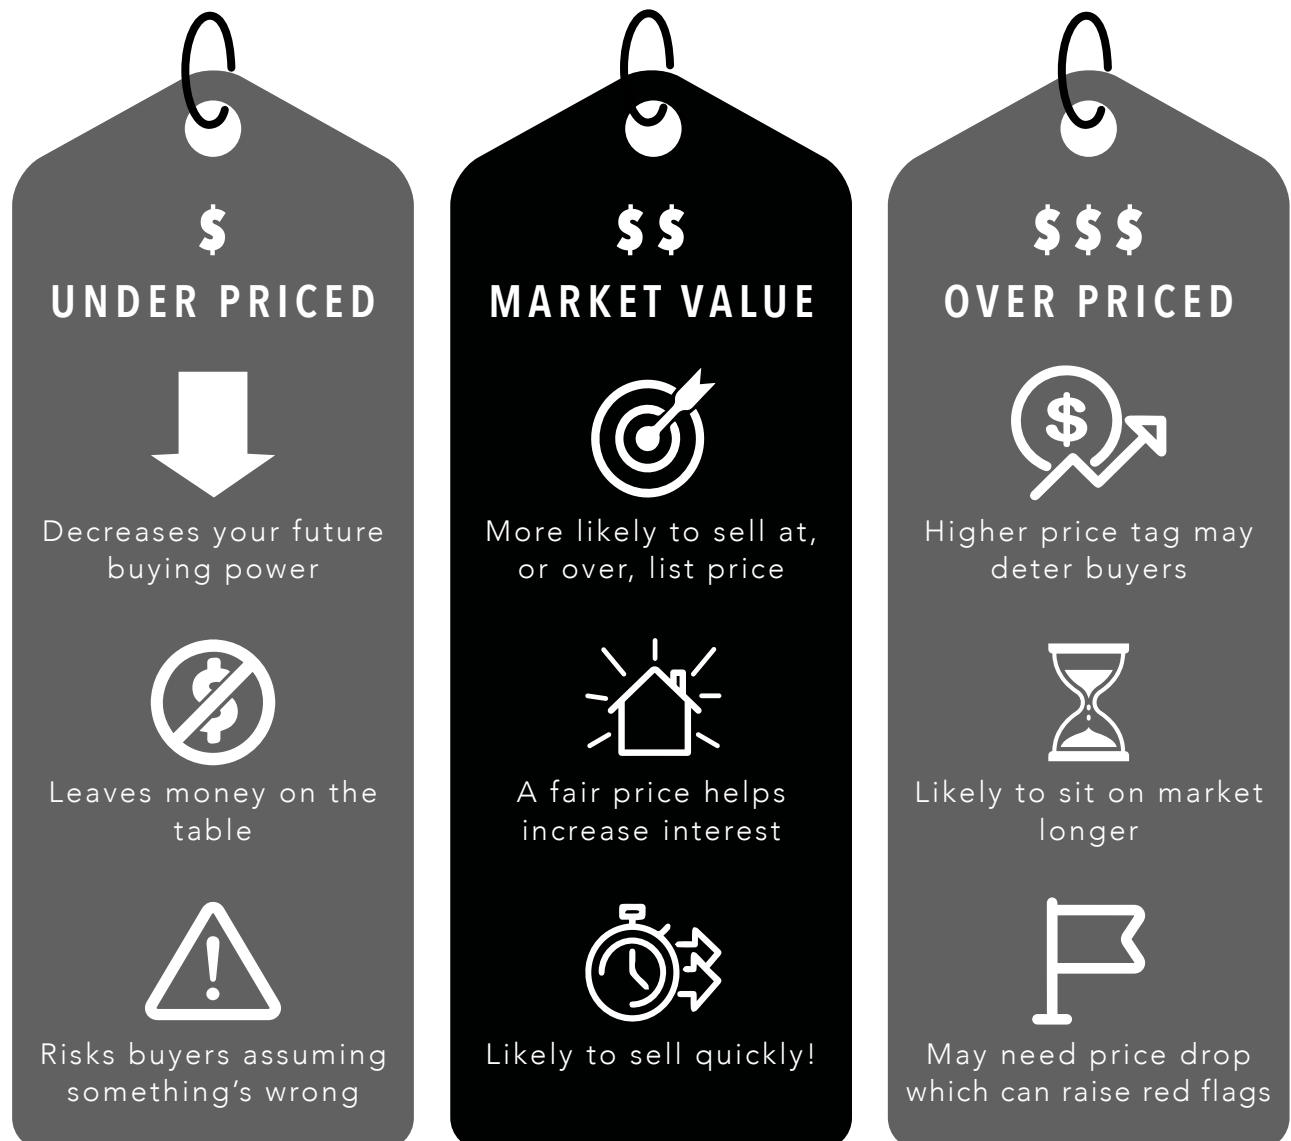 $
UNDER PRICED
Decreases your future
buying power
Leaves money on the
table
Risks buyers assuming
something's wrong
$$
MARKET VALUE
More likely to sell at,
or over, list price
A fair price helps
increase interest
Likely to sell quickly!
$$$
OVER PRICED
$
Higher price tag may
deter buyers
Likely to sit on market
longer
May need price drop
which can raise red flags